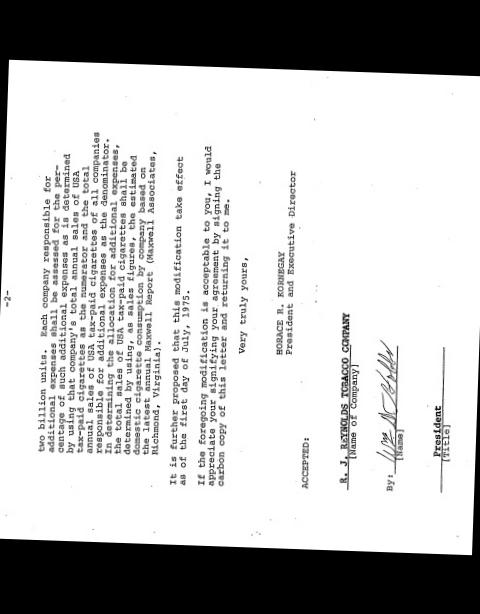 -2-
two billion units. Each company responsible for
additional expenses shall be assessed for the per-
centage of such additional expenses as is determined
by using that company's total annual sales of USA
tax-paid cigarettes as the numerator and the total
annual sales of USA tax-paid cigarettes of all companies
responsible for additional expenses as the denominator.
In determining the allocation for additional expenses,
the total sales of USA tax-paid cigarettes shall be
determined by using, as sales figures, the estimated
domestic cigarette consumption by company based on
the latest annual Maxwell Report (Maxwell Associates,
Richmond, Virginia).
It is further proposed that this modification take effect
as of the first day of July, 1975.
If the foregoing modification is acceptable to you, I would
appreciate your signifying your agreement by signing the
carbon copy of this letter and returning it to me.
Very truly yours,
HORACE R. KORNEGAY
President and Executive Director
ACCEPTED:
R. J. REYNOLDS TOBACCO COMPANY
[Name of Company]
By:
[Name]
President
[Title]